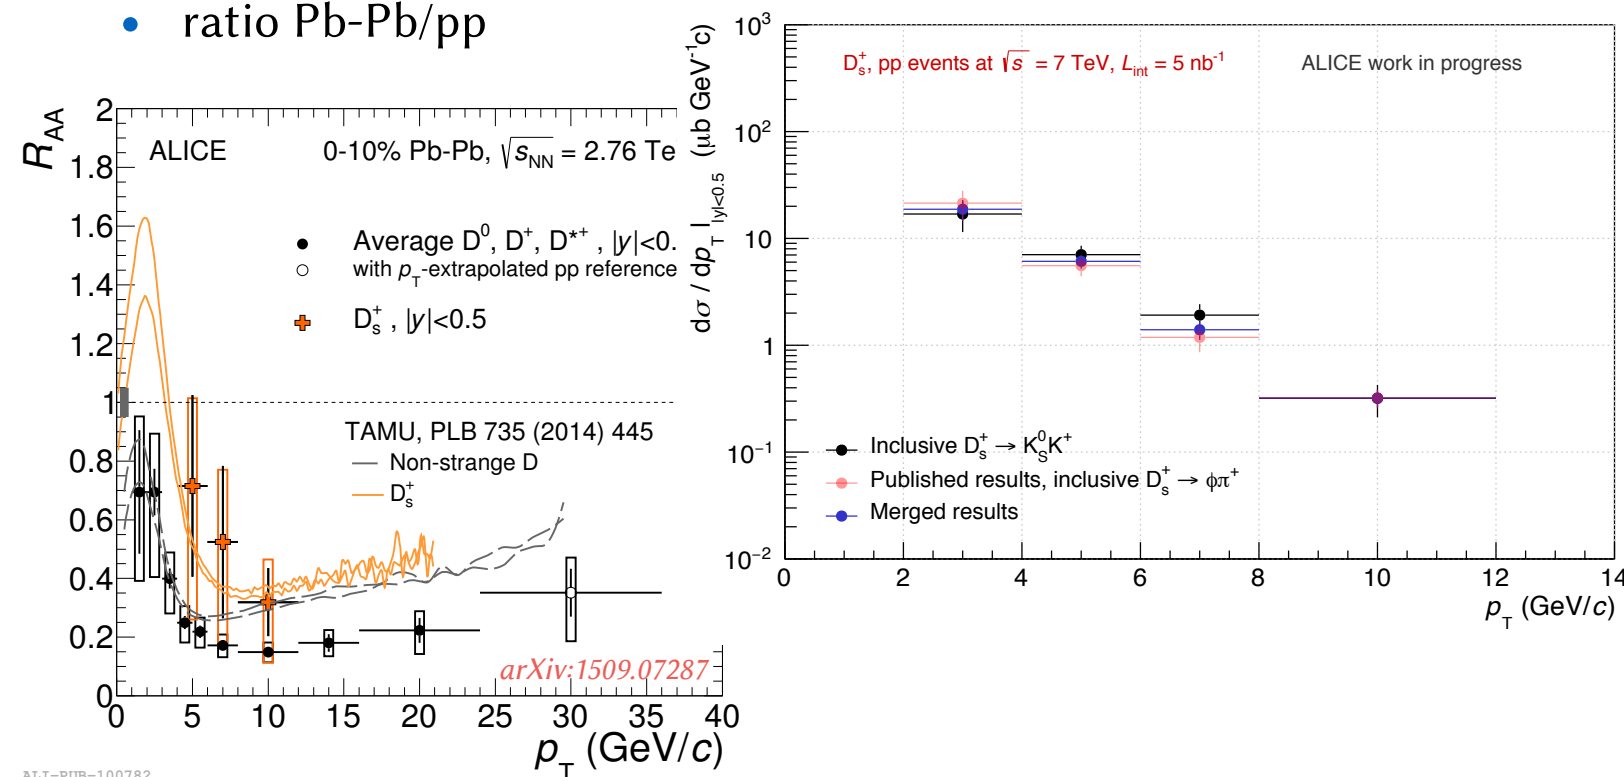 • ratio Pb-Pb/pp
R_AA
2
1.8
1.6
1.4
1.2
1
0.8
0.6
0.4
0.2
0
ALICE 0-10% Pb-Pb, √s_NN = 2.76 Te
Average D⁰, D⁺, D*⁺ , |y|<0.
with p_T-extrapolated pp reference
D_s⁺ , |y|<0.5
TAMU, PLB 735 (2014) 445
Non-strange D
D_s⁺
arXiv:1509.07287
0 5 10 15 20 25 30 35 40
p_T (GeV/c)
ALI-PUB-100782
dσ / dp_T |_|y|<0.5 (μb GeV⁻¹c)
10³
10²
10
1
10⁻¹
10⁻²
D_s⁺, pp events at √s = 7 TeV, L_int = 5 nb⁻¹ ALICE work in progress
Inclusive D_s⁺ → K_S⁰K⁺
Published results, inclusive D_s⁺ → ϕπ⁺
Merged results
0 2 4 6 8 10 12 14
p_T (GeV/c)